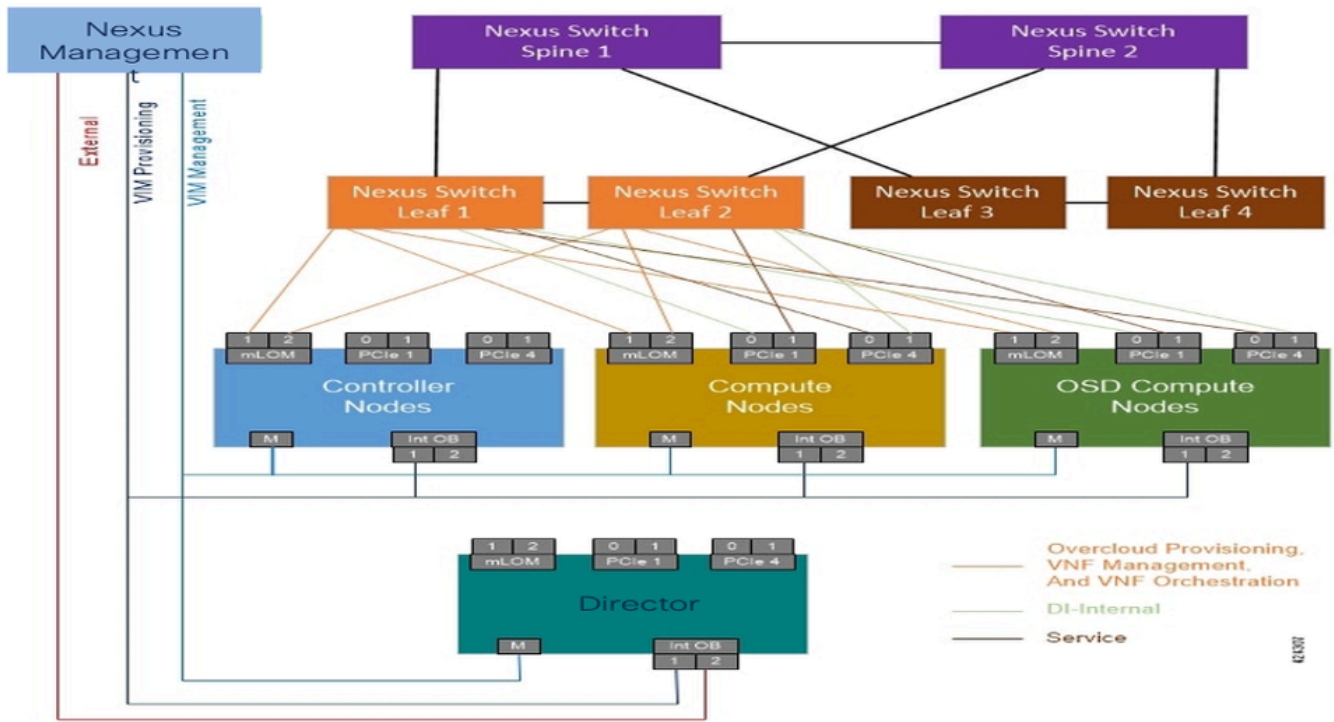 Nexus
Managemen
t
Nexus Switch
Spine 1
Nexus Switch
Spine 2
External
VIM Provisioning
VIM Management
Nexus Switch
Leaf 1
Nexus Switch
Leaf 2
Nexus Switch
Leaf 3
Nexus Switch
Leaf 4
1 2
mLOM
0 1
PCIe 1
0 1
PCIe 4
Controller
Nodes
M
Int OB
1 2
1 2
mLOM
0 1
PCIe 1
0 1
PCIe 4
Compute
Nodes
M
Int OB
1 2
1 2
mLOM
0 1
PCIe 1
0 1
PCIe 4
OSD Compute
Nodes
M
Int OB
1 2
1 2
mLOM
0 1
PCIe 1
0 1
PCIe 4
Director
M
Int OB
1 2
Overcloud Provisioning,
VNF Management,
And VNF Orchestration
DI-Internal
Service
424307